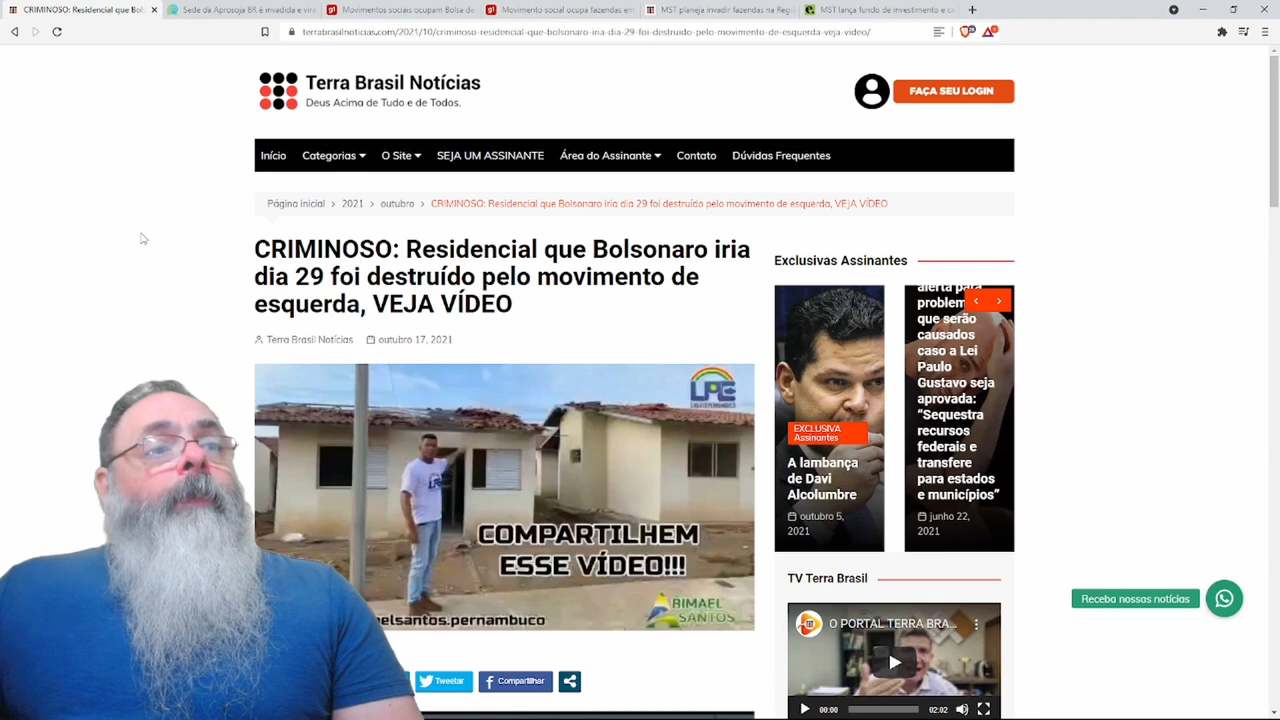 CRIMINOSO: Residencial que Bol
Sede da Aprosoja BR é invadida e vira
Movimentos sociais ocupam Bolsa de
Movimento social ocupa fazendas em
MST planeja invadir fazendas na Regi
MST lança fundo de investimento e ca
terrabrasilnoticias.com/2021/10/criminoso-residencial-que-bolsonaro-iria-dia-29-foi-destruido-pelo-movimento-de-esquerda-veja-video/
Terra Brasil Notícias
Deus Acima de Tudo e de Todos.
FAÇA SEU LOGIN
Início Categorias O Site SEJA UM ASSINANTE Área do Assinante Contato Dúvidas Frequentes
Página inicial > 2021 > outubro > CRIMINOSO: Residencial que Bolsonaro iria dia 29 foi destruído pelo movimento de esquerda, VEJA VÍDEO
CRIMINOSO: Residencial que Bolsonaro iria
dia 29 foi destruído pelo movimento de
esquerda, VEJA VÍDEO
Terra Brasil Notícias outubro 17, 2021
LPE
COMPARTILHEM
ESSE VÍDEO!!!
RIMAEL
SANTOS
elsantos.pernambuco
Tweetar
Compartilhar
Exclusivas Assinantes
EXCLUSIVA
Assinantes
A lambança
de Davi
Alcolumbre
outubro 5,
2021
alerta para
problem
que serão
causados
caso a Lei
Paulo
Gustavo seja
aprovada:
“Sequestra
recursos
federais e
transfere
para estados
e municípios”
junho 22,
2021
TV Terra Brasil
O PORTAL TERRA BRA...
00:00
02:02
Receba nossas notícias